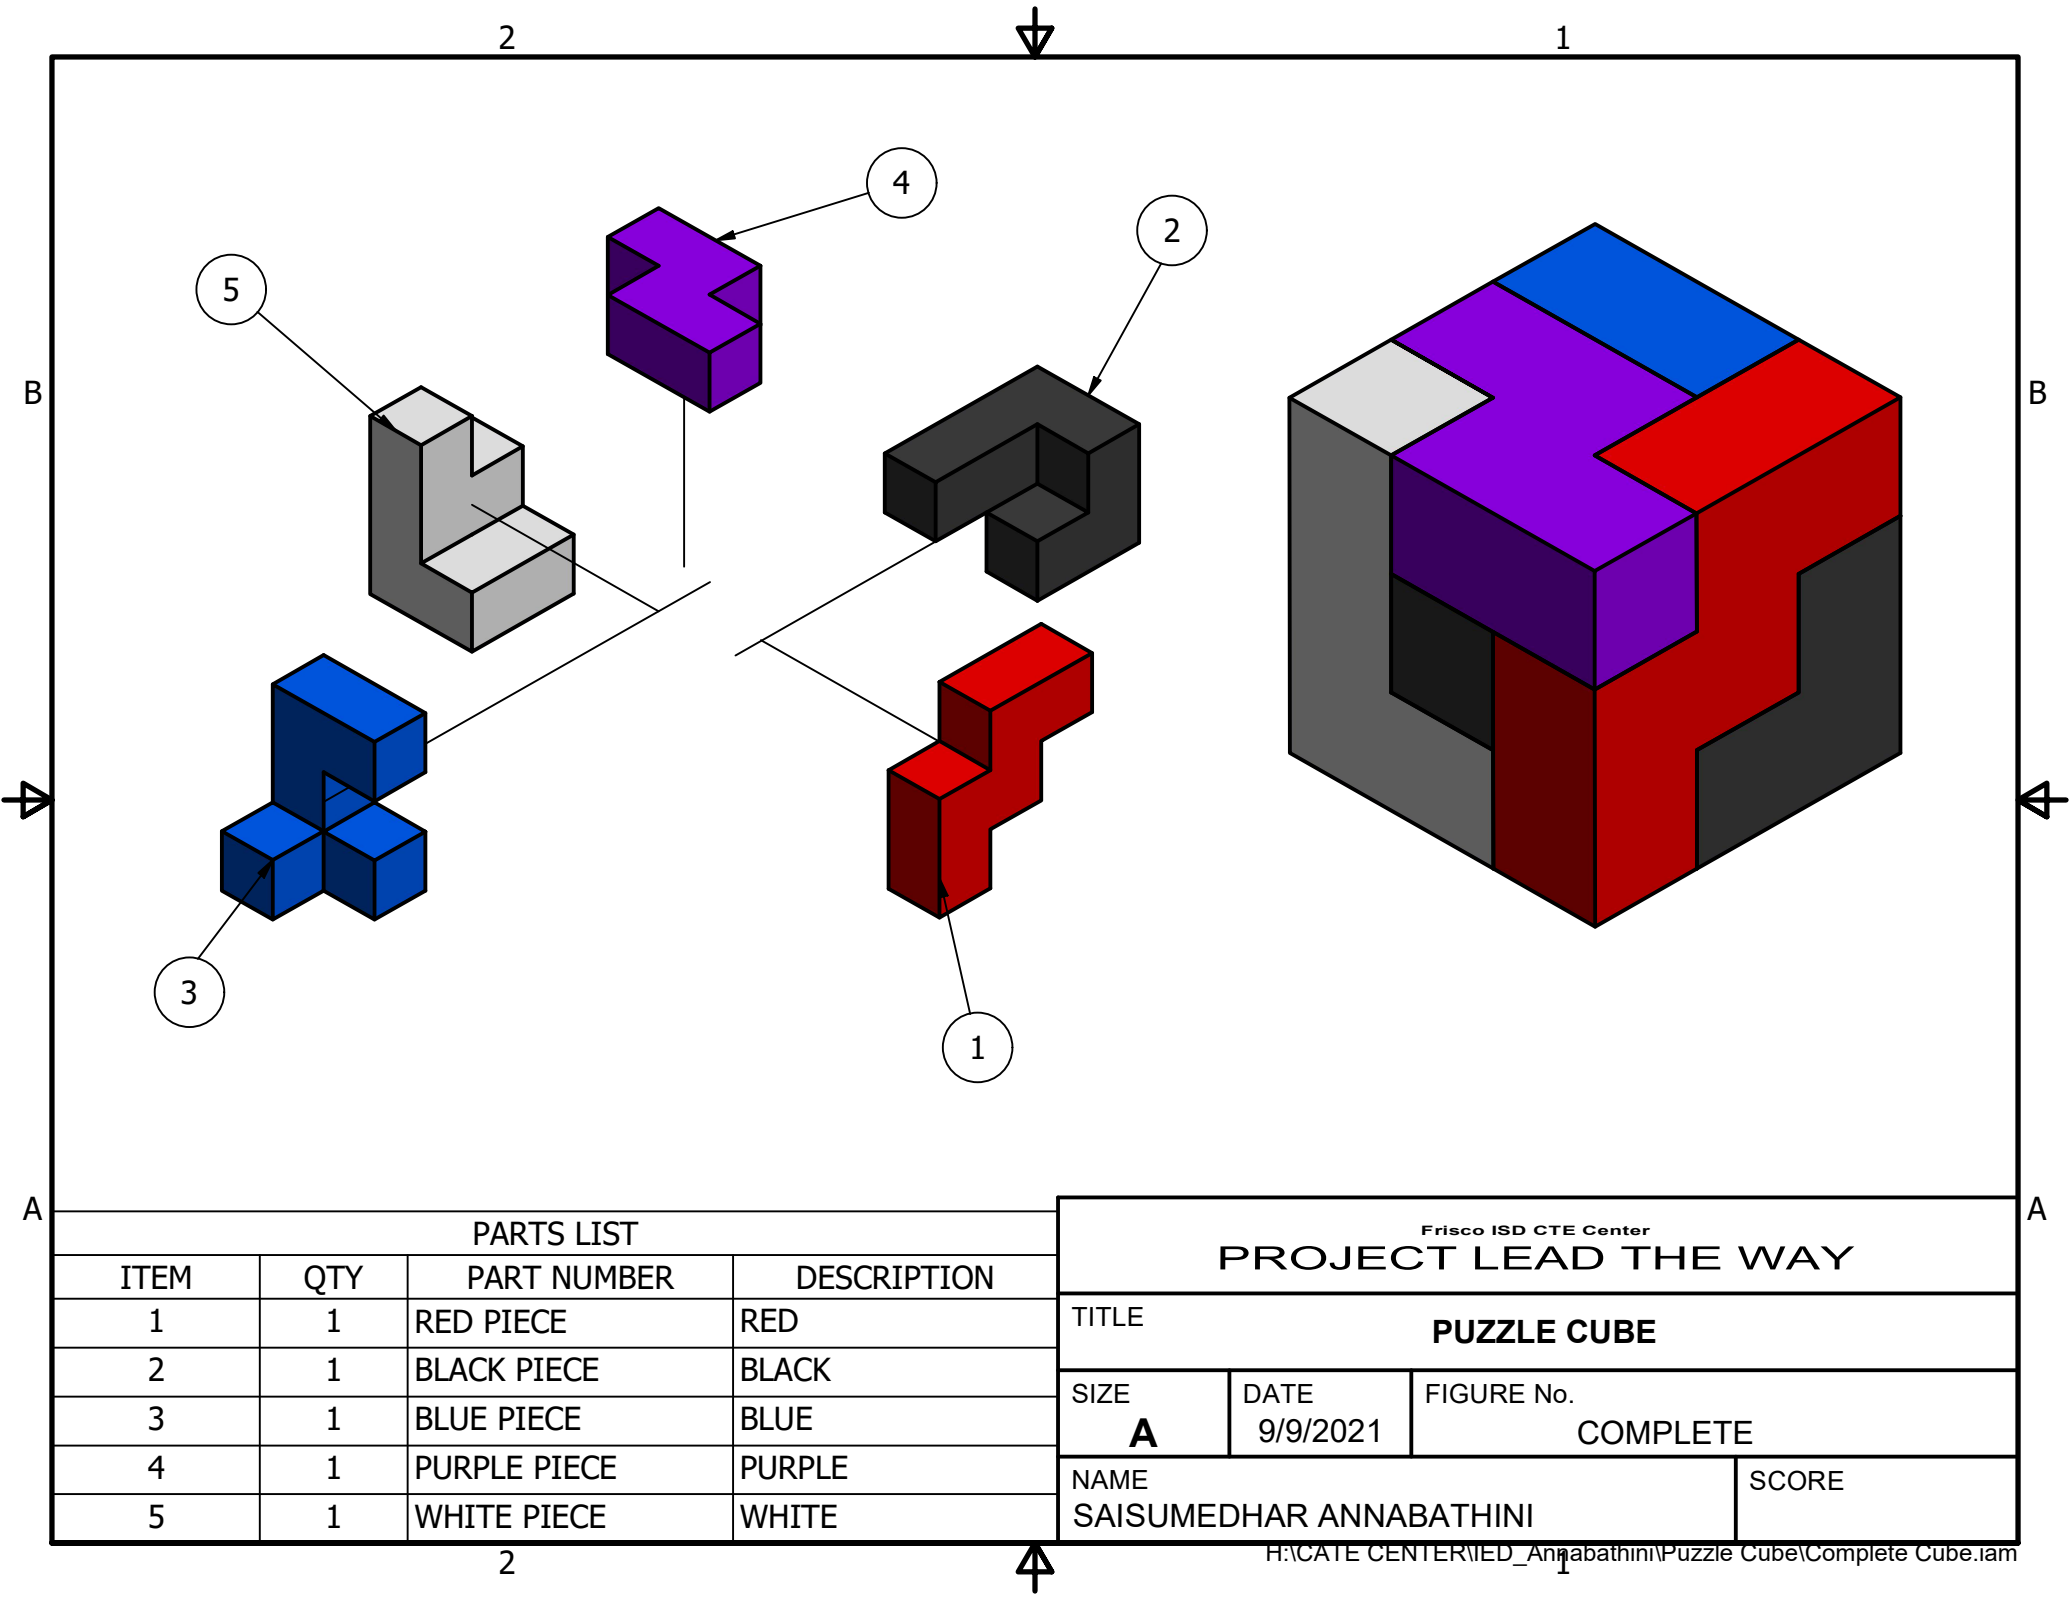 2 1
4
2
5
B B
3
1
A A
PARTS LIST
ITEM QTY PART NUMBER DESCRIPTION
1 1 RED PIECE RED
2 1 BLACK PIECE BLACK
3 1 BLUE PIECE BLUE
4 1 PURPLE PIECE PURPLE
5 1 WHITE PIECE WHITE
Frisco ISD CTE Center
PROJECT LEAD THE WAY
TITLE
PUZZLE CUBE
SIZE DATE FIGURE No.
A 9/9/2021 COMPLETE
NAME SCORE
SAISUMEDHAR ANNABATHINI
H:\CATE CENTER\IED_Annabathini\Puzzle Cube\Complete Cube.iam
2 1